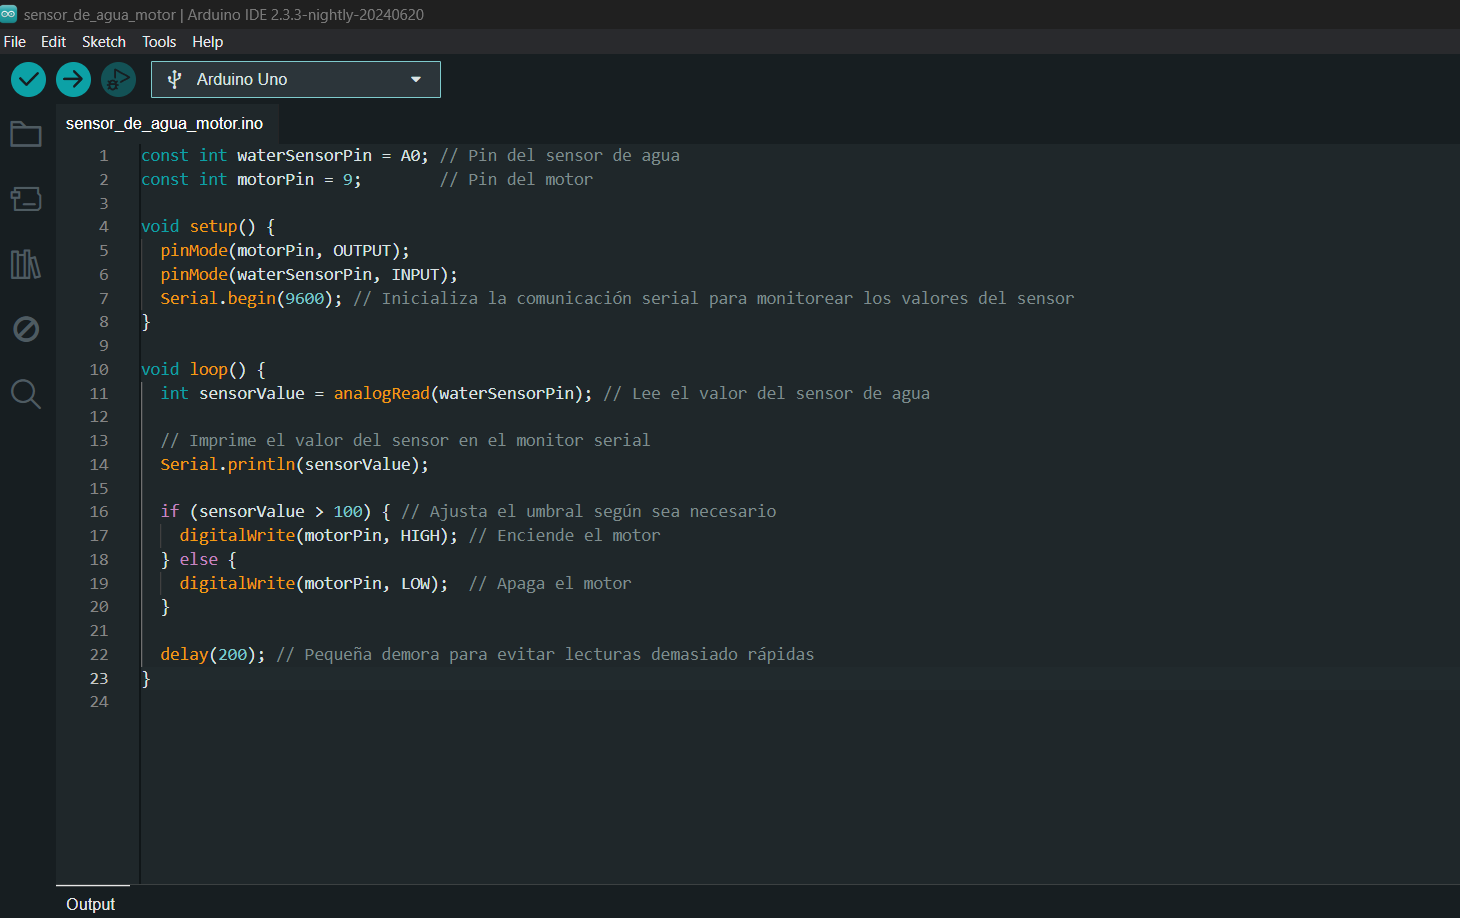 sensor_de_agua_motor | Arduino IDE 2.3.3-nightly-20240620
File Edit Sketch Tools Help
Arduino Uno
sensor_de_agua_motor.ino
1 const int waterSensorPin = A0; // Pin del sensor de agua
2 const int motorPin = 9;        // Pin del motor
3
4 void setup() {
5   pinMode(motorPin, OUTPUT);
6   pinMode(waterSensorPin, INPUT);
7   Serial.begin(9600); // Inicializa la comunicación serial para monitorear los valores del sensor
8 }
9
10 void loop() {
11   int sensorValue = analogRead(waterSensorPin); // Lee el valor del sensor de agua
12
13   // Imprime el valor del sensor en el monitor serial
14   Serial.println(sensorValue);
15
16   if (sensorValue > 100) { // Ajusta el umbral según sea necesario
17     digitalWrite(motorPin, HIGH); // Enciende el motor
18   } else {
19     digitalWrite(motorPin, LOW);  // Apaga el motor
20   }
21
22   delay(200); // Pequeña demora para evitar lecturas demasiado rápidas
23 }
24
Output